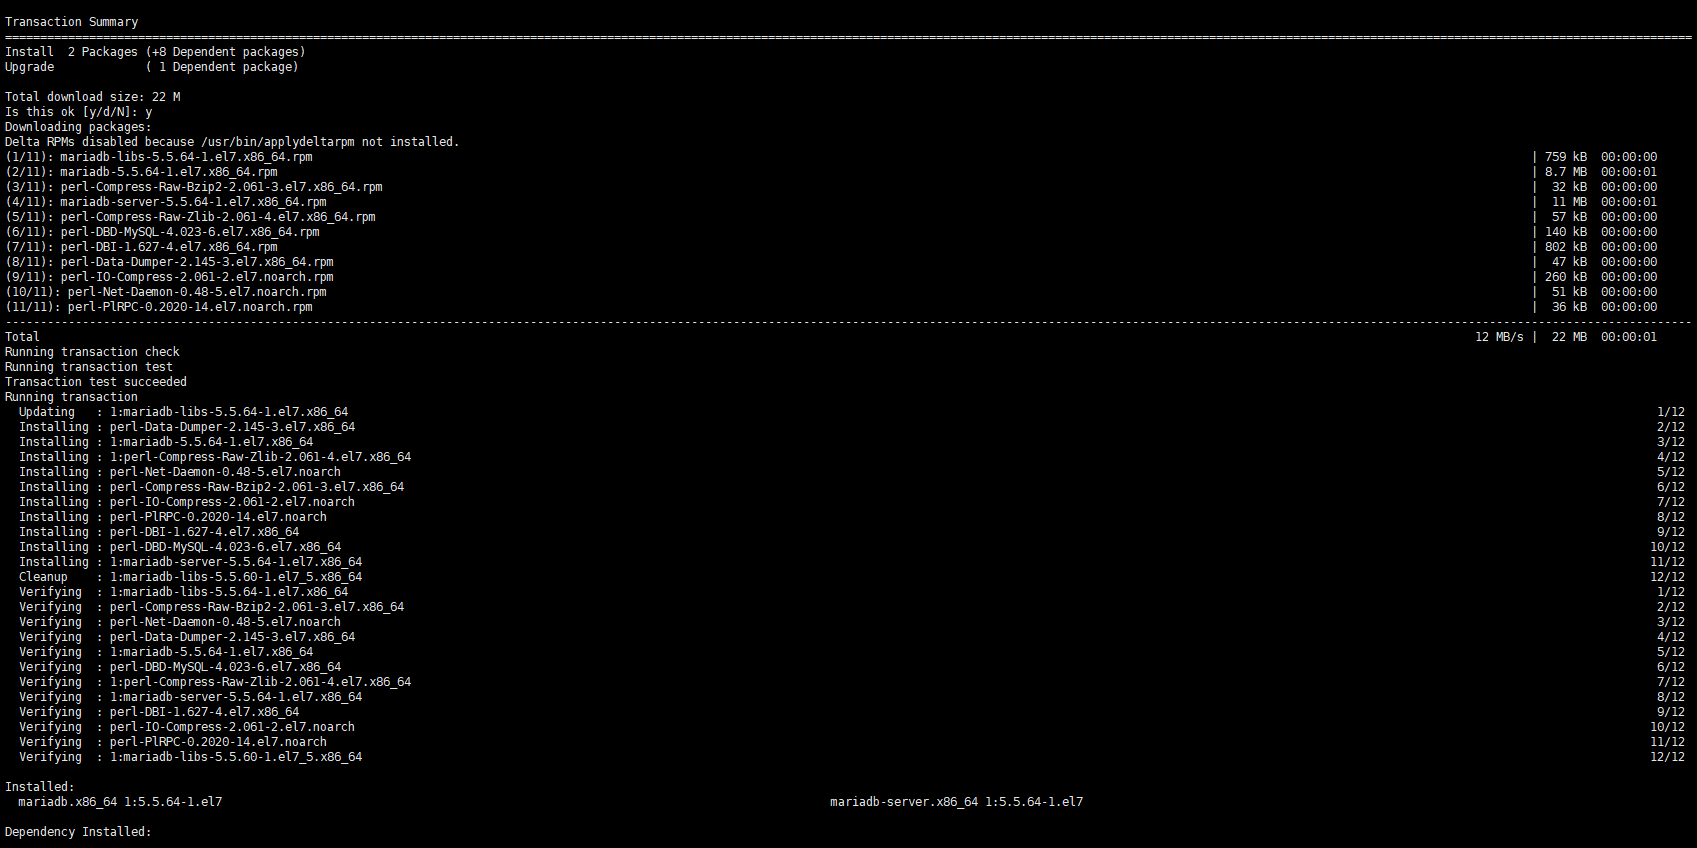 Transaction Summary
================================================================================
Install  2 Packages (+8 Dependent packages)
Upgrade             ( 1 Dependent package)
Total download size: 22 M
Is this ok [y/d/N]: y
Downloading packages:
Delta RPMs disabled because /usr/bin/applydeltarpm not installed.
(1/11): mariadb-libs-5.5.64-1.el7.x86_64.rpm | 759 kB  00:00:00
(2/11): mariadb-5.5.64-1.el7.x86_64.rpm | 8.7 MB  00:00:01
(3/11): perl-Compress-Raw-Bzip2-2.061-3.el7.x86_64.rpm |  32 kB  00:00:00
(4/11): mariadb-server-5.5.64-1.el7.x86_64.rpm |  11 MB  00:00:01
(5/11): perl-Compress-Raw-Zlib-2.061-4.el7.x86_64.rpm |  57 kB  00:00:00
(6/11): perl-DBD-MySQL-4.023-6.el7.x86_64.rpm | 140 kB  00:00:00
(7/11): perl-DBI-1.627-4.el7.x86_64.rpm | 802 kB  00:00:00
(8/11): perl-Data-Dumper-2.145-3.el7.x86_64.rpm |  47 kB  00:00:00
(9/11): perl-IO-Compress-2.061-2.el7.noarch.rpm | 260 kB  00:00:00
(10/11): perl-Net-Daemon-0.48-5.el7.noarch.rpm |  51 kB  00:00:00
(11/11): perl-PlRPC-0.2020-14.el7.noarch.rpm |  36 kB  00:00:00
--------------------------------------------------------------------------------
Total 12 MB/s |  22 MB  00:00:01
Running transaction check
Running transaction test
Transaction test succeeded
Running transaction
  Updating   : 1:mariadb-libs-5.5.64-1.el7.x86_64 1/12
  Installing : perl-Data-Dumper-2.145-3.el7.x86_64 2/12
  Installing : 1:mariadb-5.5.64-1.el7.x86_64 3/12
  Installing : 1:perl-Compress-Raw-Zlib-2.061-4.el7.x86_64 4/12
  Installing : perl-Net-Daemon-0.48-5.el7.noarch 5/12
  Installing : perl-Compress-Raw-Bzip2-2.061-3.el7.x86_64 6/12
  Installing : perl-IO-Compress-2.061-2.el7.noarch 7/12
  Installing : perl-PlRPC-0.2020-14.el7.noarch 8/12
  Installing : perl-DBI-1.627-4.el7.x86_64 9/12
  Installing : perl-DBD-MySQL-4.023-6.el7.x86_64 10/12
  Installing : 1:mariadb-server-5.5.64-1.el7.x86_64 11/12
  Cleanup    : 1:mariadb-libs-5.5.60-1.el7_5.x86_64 12/12
  Verifying  : 1:mariadb-libs-5.5.64-1.el7.x86_64 1/12
  Verifying  : perl-Compress-Raw-Bzip2-2.061-3.el7.x86_64 2/12
  Verifying  : perl-Net-Daemon-0.48-5.el7.noarch 3/12
  Verifying  : perl-Data-Dumper-2.145-3.el7.x86_64 4/12
  Verifying  : 1:mariadb-5.5.64-1.el7.x86_64 5/12
  Verifying  : perl-DBD-MySQL-4.023-6.el7.x86_64 6/12
  Verifying  : 1:perl-Compress-Raw-Zlib-2.061-4.el7.x86_64 7/12
  Verifying  : 1:mariadb-server-5.5.64-1.el7.x86_64 8/12
  Verifying  : perl-DBI-1.627-4.el7.x86_64 9/12
  Verifying  : perl-IO-Compress-2.061-2.el7.noarch 10/12
  Verifying  : perl-PlRPC-0.2020-14.el7.noarch 11/12
  Verifying  : 1:mariadb-libs-5.5.60-1.el7_5.x86_64 12/12
Installed:
  mariadb.x86_64 1:5.5.64-1.el7 mariadb-server.x86_64 1:5.5.64-1.el7
Dependency Installed: